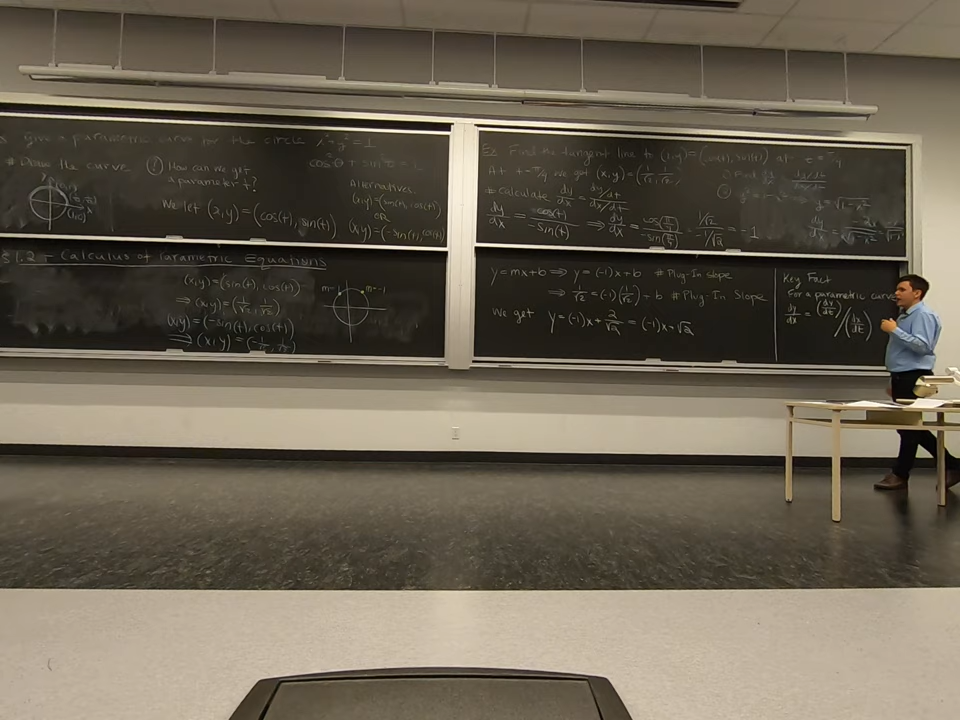 Give a parametric curve for the circle x²+y²=1
# Draw the curve
! How can we get
a parameter t?
We let (x,y) = (cos(t), sin(t))
Alternatives:
(x,y)=(sin(t), cos(t))
OR
(x,y)=(-sin(t), cos(t))
§1.2 - Calculus of Parametric Equations
(x,y)=(sin(t), cos(t))
⇒ (x,y)=(1/√2, 1/√2)
(x,y)=(-sin(t), cos(t))
⇒ (x,y)=(-1/√2, 1/√2)
m=1
m=-1
Ex Find the tangent line to (x,y)=(cos(t), sin(t)) at t=π/4
At t=π/4 we get (x,y)=(1/√2, 1/√2)
# Calculate dy/dx = dy/dt / dx/dt
dy/dx = cos(t)/-sin(t) ⇒ dy/dx = cos(π/4)/-sin(π/4) = 1/√2 / -1/√2 = -1
y=mx+b ⇒ y=(-1)x+b # Plug-In slope
⇒ 1/√2 = (-1)(1/√2)+b # Plug-In Slope
We get y=(-1)x+2/√2 = (-1)x+√2
Key Fact
For a parametric curve
dy/dx = (dy/dt)/(dx/dt)